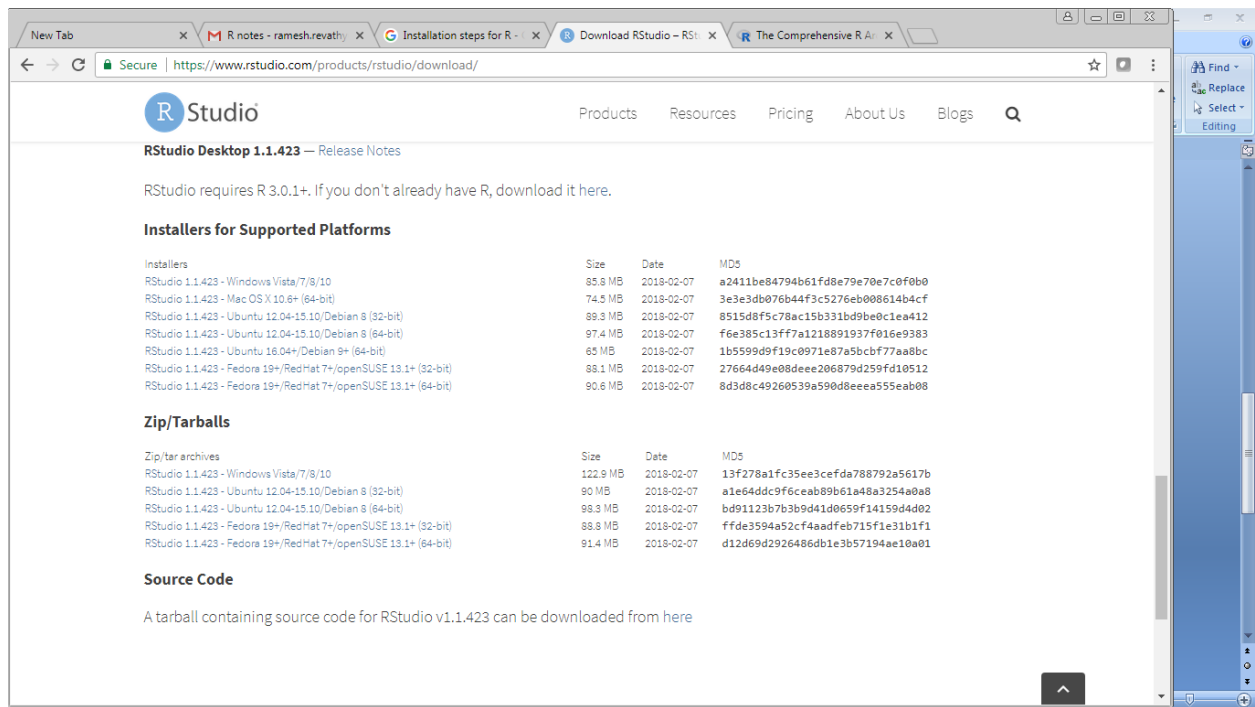 New Tab
R notes - ramesh.revathy
Installation steps for R -
Download RStudio – RSt
The Comprehensive R Ar
Secure | https://www.rstudio.com/products/rstudio/download/
Find
Replace
Select
Editing
R Studio
Products Resources Pricing About Us Blogs
RStudio Desktop 1.1.423 — Release Notes
RStudio requires R 3.0.1+. If you don't already have R, download it here.
Installers for Supported Platforms
Installers Size Date MD5
RStudio 1.1.423 - Windows Vista/7/8/10 85.8 MB 2018-02-07 a2411be84794b61fd8e79e70e7c0f0b0
RStudio 1.1.423 - Mac OS X 10.6+ (64-bit) 74.5 MB 2018-02-07 3e3e3db076b44f3c5276eb008614b4cf
RStudio 1.1.423 - Ubuntu 12.04-15.10/Debian 8 (32-bit) 89.3 MB 2018-02-07 8515d8f5c78ac15b331bd9be0c1ea412
RStudio 1.1.423 - Ubuntu 12.04-15.10/Debian 8 (64-bit) 97.4 MB 2018-02-07 f6e385c13ff7a1218891937f016e9383
RStudio 1.1.423 - Ubuntu 16.04+/Debian 9+ (64-bit) 65 MB 2018-02-07 1b5599d9f19c0971e87a5bcbf77aa8bc
RStudio 1.1.423 - Fedora 19+/RedHat 7+/openSUSE 13.1+ (32-bit) 88.1 MB 2018-02-07 27664d49e08deee206879d259fd10512
RStudio 1.1.423 - Fedora 19+/RedHat 7+/openSUSE 13.1+ (64-bit) 90.6 MB 2018-02-07 8d3d8c49260539a590d8eeea555eab08
Zip/Tarballs
Zip/tar archives Size Date MD5
RStudio 1.1.423 - Windows Vista/7/8/10 122.9 MB 2018-02-07 13f278a1fc35ee3cefda788792a5617b
RStudio 1.1.423 - Ubuntu 12.04-15.10/Debian 8 (32-bit) 90 MB 2018-02-07 a1e64ddc9f6ceab89b61a48a3254a0a8
RStudio 1.1.423 - Ubuntu 12.04-15.10/Debian 8 (64-bit) 98.3 MB 2018-02-07 bd91123b7b3b9d41d0659f14159d4d02
RStudio 1.1.423 - Fedora 19+/RedHat 7+/openSUSE 13.1+ (32-bit) 88.8 MB 2018-02-07 ffde3594a52cf4aadfeb715f1e31b1f1
RStudio 1.1.423 - Fedora 19+/RedHat 7+/openSUSE 13.1+ (64-bit) 91.4 MB 2018-02-07 d12d69d2926486db1e3b57194ae10a01
Source Code
A tarball containing source code for RStudio v1.1.423 can be downloaded from here